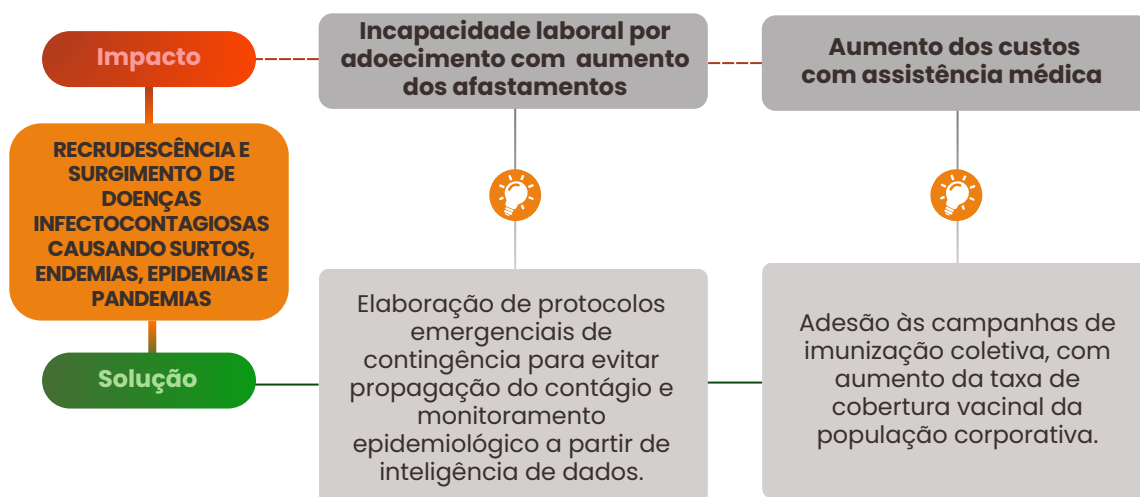 Impacto
Incapacidade laboral por
adoecimento com aumento
dos afastamentos
Aumento dos custos
com assistência médica
RECRUDESCÊNCIA E
SURGIMENTO DE
DOENÇAS
INFECTOCONTAGIOSAS
CAUSANDO SURTOS,
ENDEMIAS, EPIDEMIAS E
PANDEMIAS
Solução
Elaboração de protocolos
emergenciais de
contingência para evitar
propagação do contágio e
monitoramento
epidemiológico a partir de
inteligência de dados.
Adesão às campanhas de
imunização coletiva, com
aumento da taxa de
cobertura vacinal da
população corporativa.